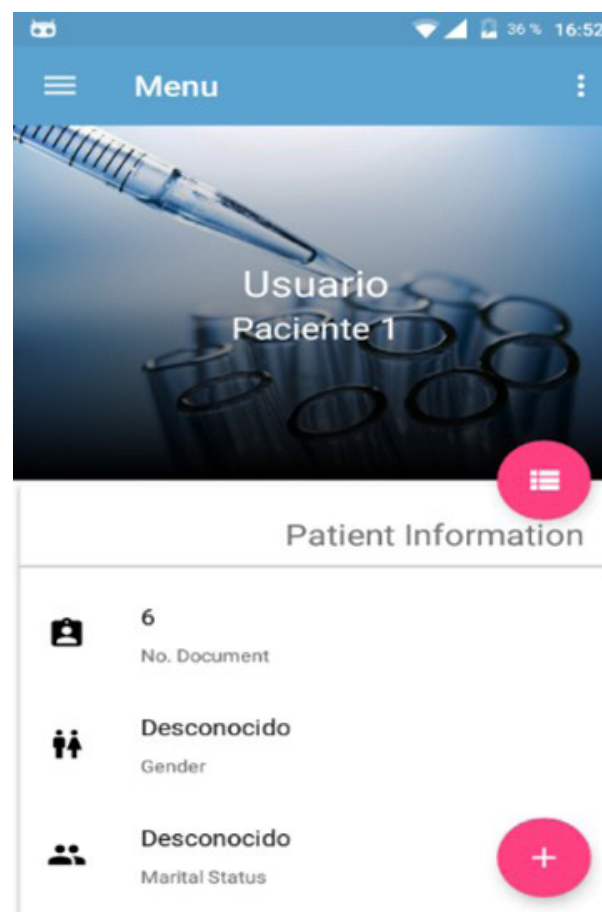 36 % 16:52
Menu
Usuario
Paciente 1
Patient Information
6
No. Document
Desconocido
Gender
Desconocido
Marital Status